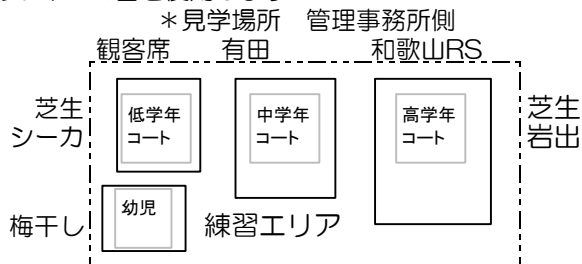 *見学場所 管理事務所側
観客席 有田 和歌山RS
芝生
シーカ
低学年
コート
中学年
コート
高学年
コート
芝生
岩出
梅干し
幼児
練習エリア